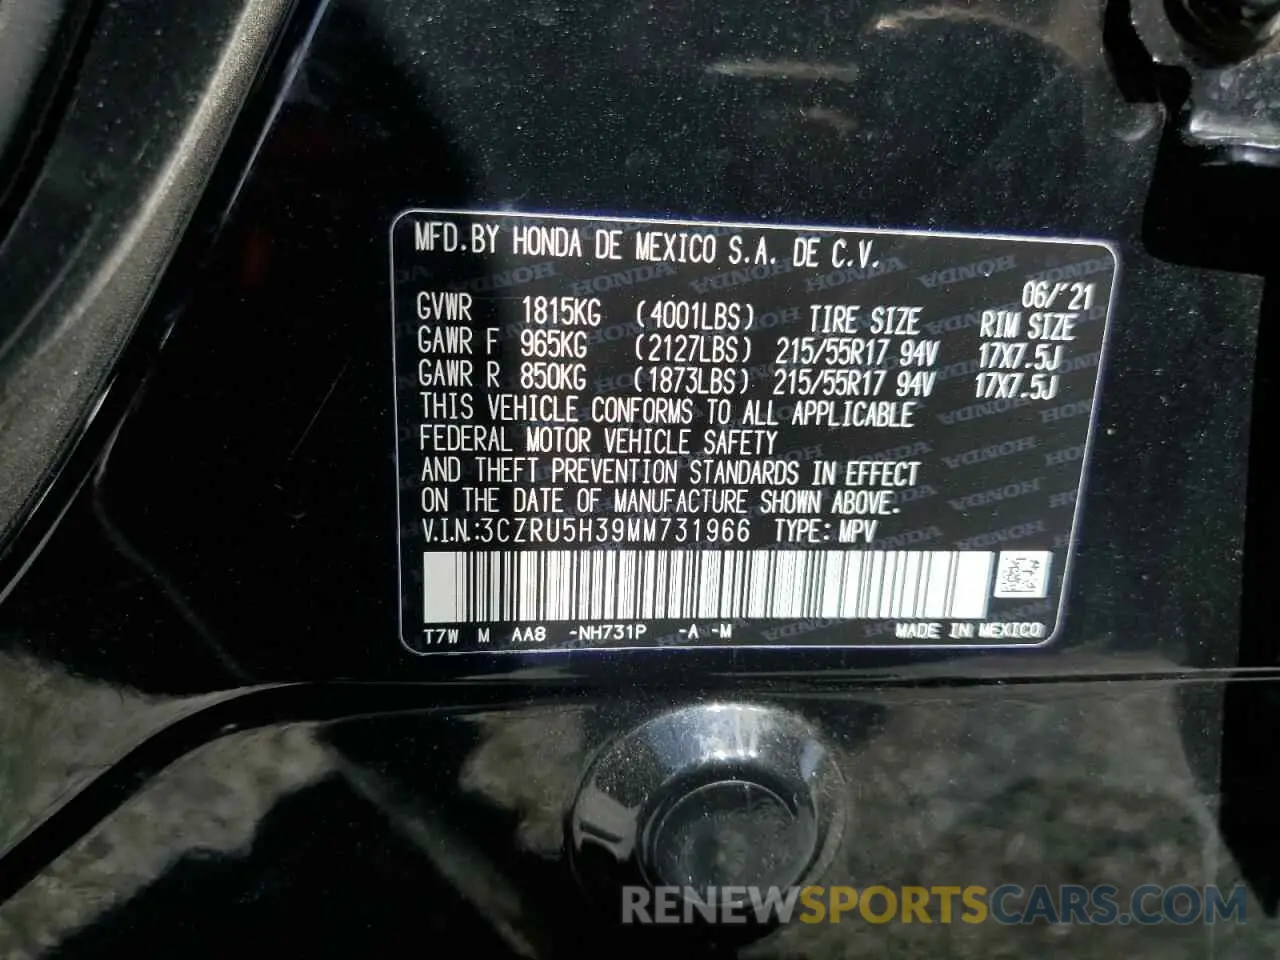 MFD.BY HONDA DE MEXICO S.A. DE C.V.
06/'21
GVWR 1815KG (4001LBS) TIRE SIZE RIM SIZE
GAWR F 965KG (2127LBS) 215/55R17 94V 17X7.5J
GAWR R 850KG (1873LBS) 215/55R17 94V 17X7.5J
THIS VEHICLE CONFORMS TO ALL APPLICABLE
FEDERAL MOTOR VEHICLE SAFETY
AND THEFT PREVENTION STANDARDS IN EFFECT
ON THE DATE OF MANUFACTURE SHOWN ABOVE.
V.I.N.:3CZRU5H39MM731966 TYPE: MPV
T7W M AA8 -NH731P -A -M MADE IN MEXICO
RENEWSPORTSCARS.COM